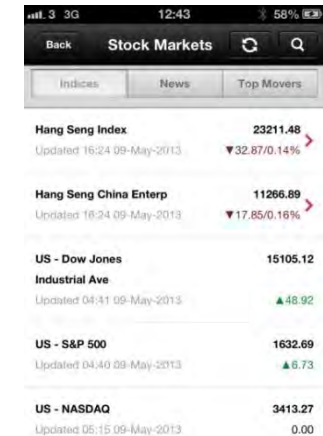 3 3G 12:43 58%
Back Stock Markets
Indices News Top Movers
Hang Seng Index 23211.48
Updated 16:24 09-May-2013 ▼32.87/0.14%
Hang Seng China Enterp 11266.89
Updated 16:24 09-May-2013 ▼17.85/0.16%
US - Dow Jones 15105.12
Industrial Ave
Updated 04:41 09-May-2013 ▲48.92
US - S&P 500 1632.69
Updated 04:40 09-May-2013 ▲6.73
US - NASDAQ 3413.27
Updated 05:15 09-May-2013 0.00